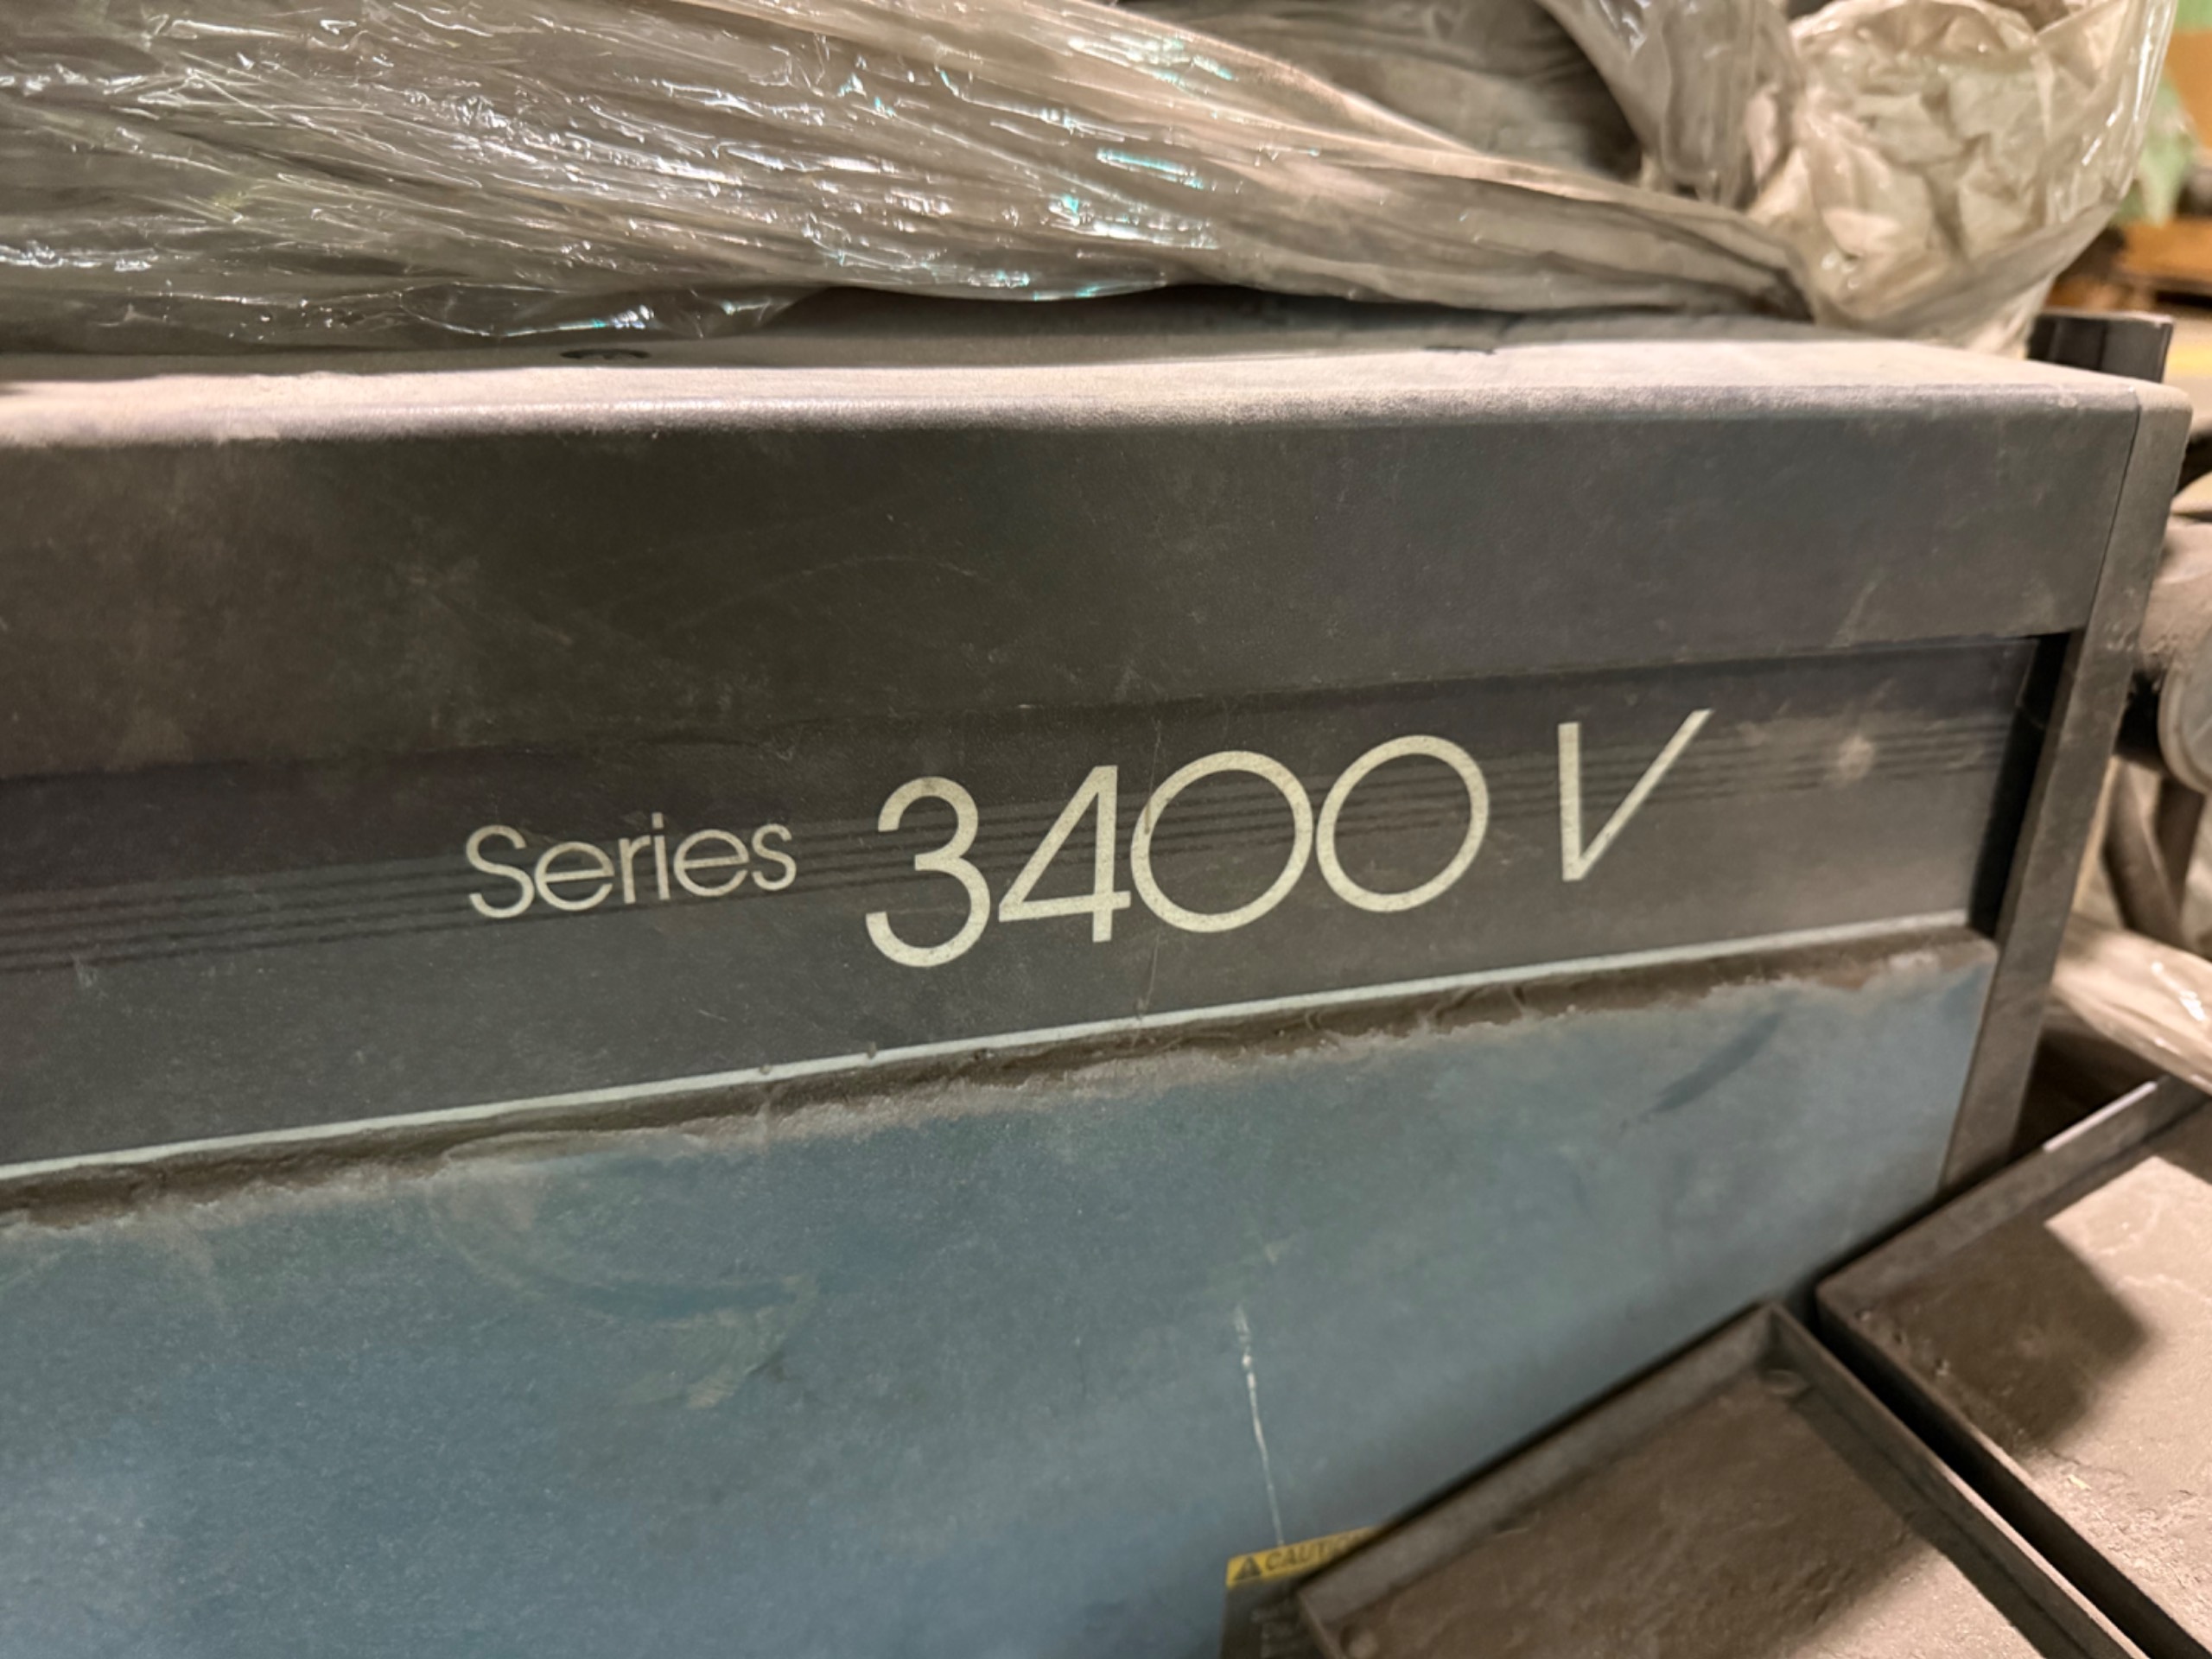 Series 3400 V
CAUTION